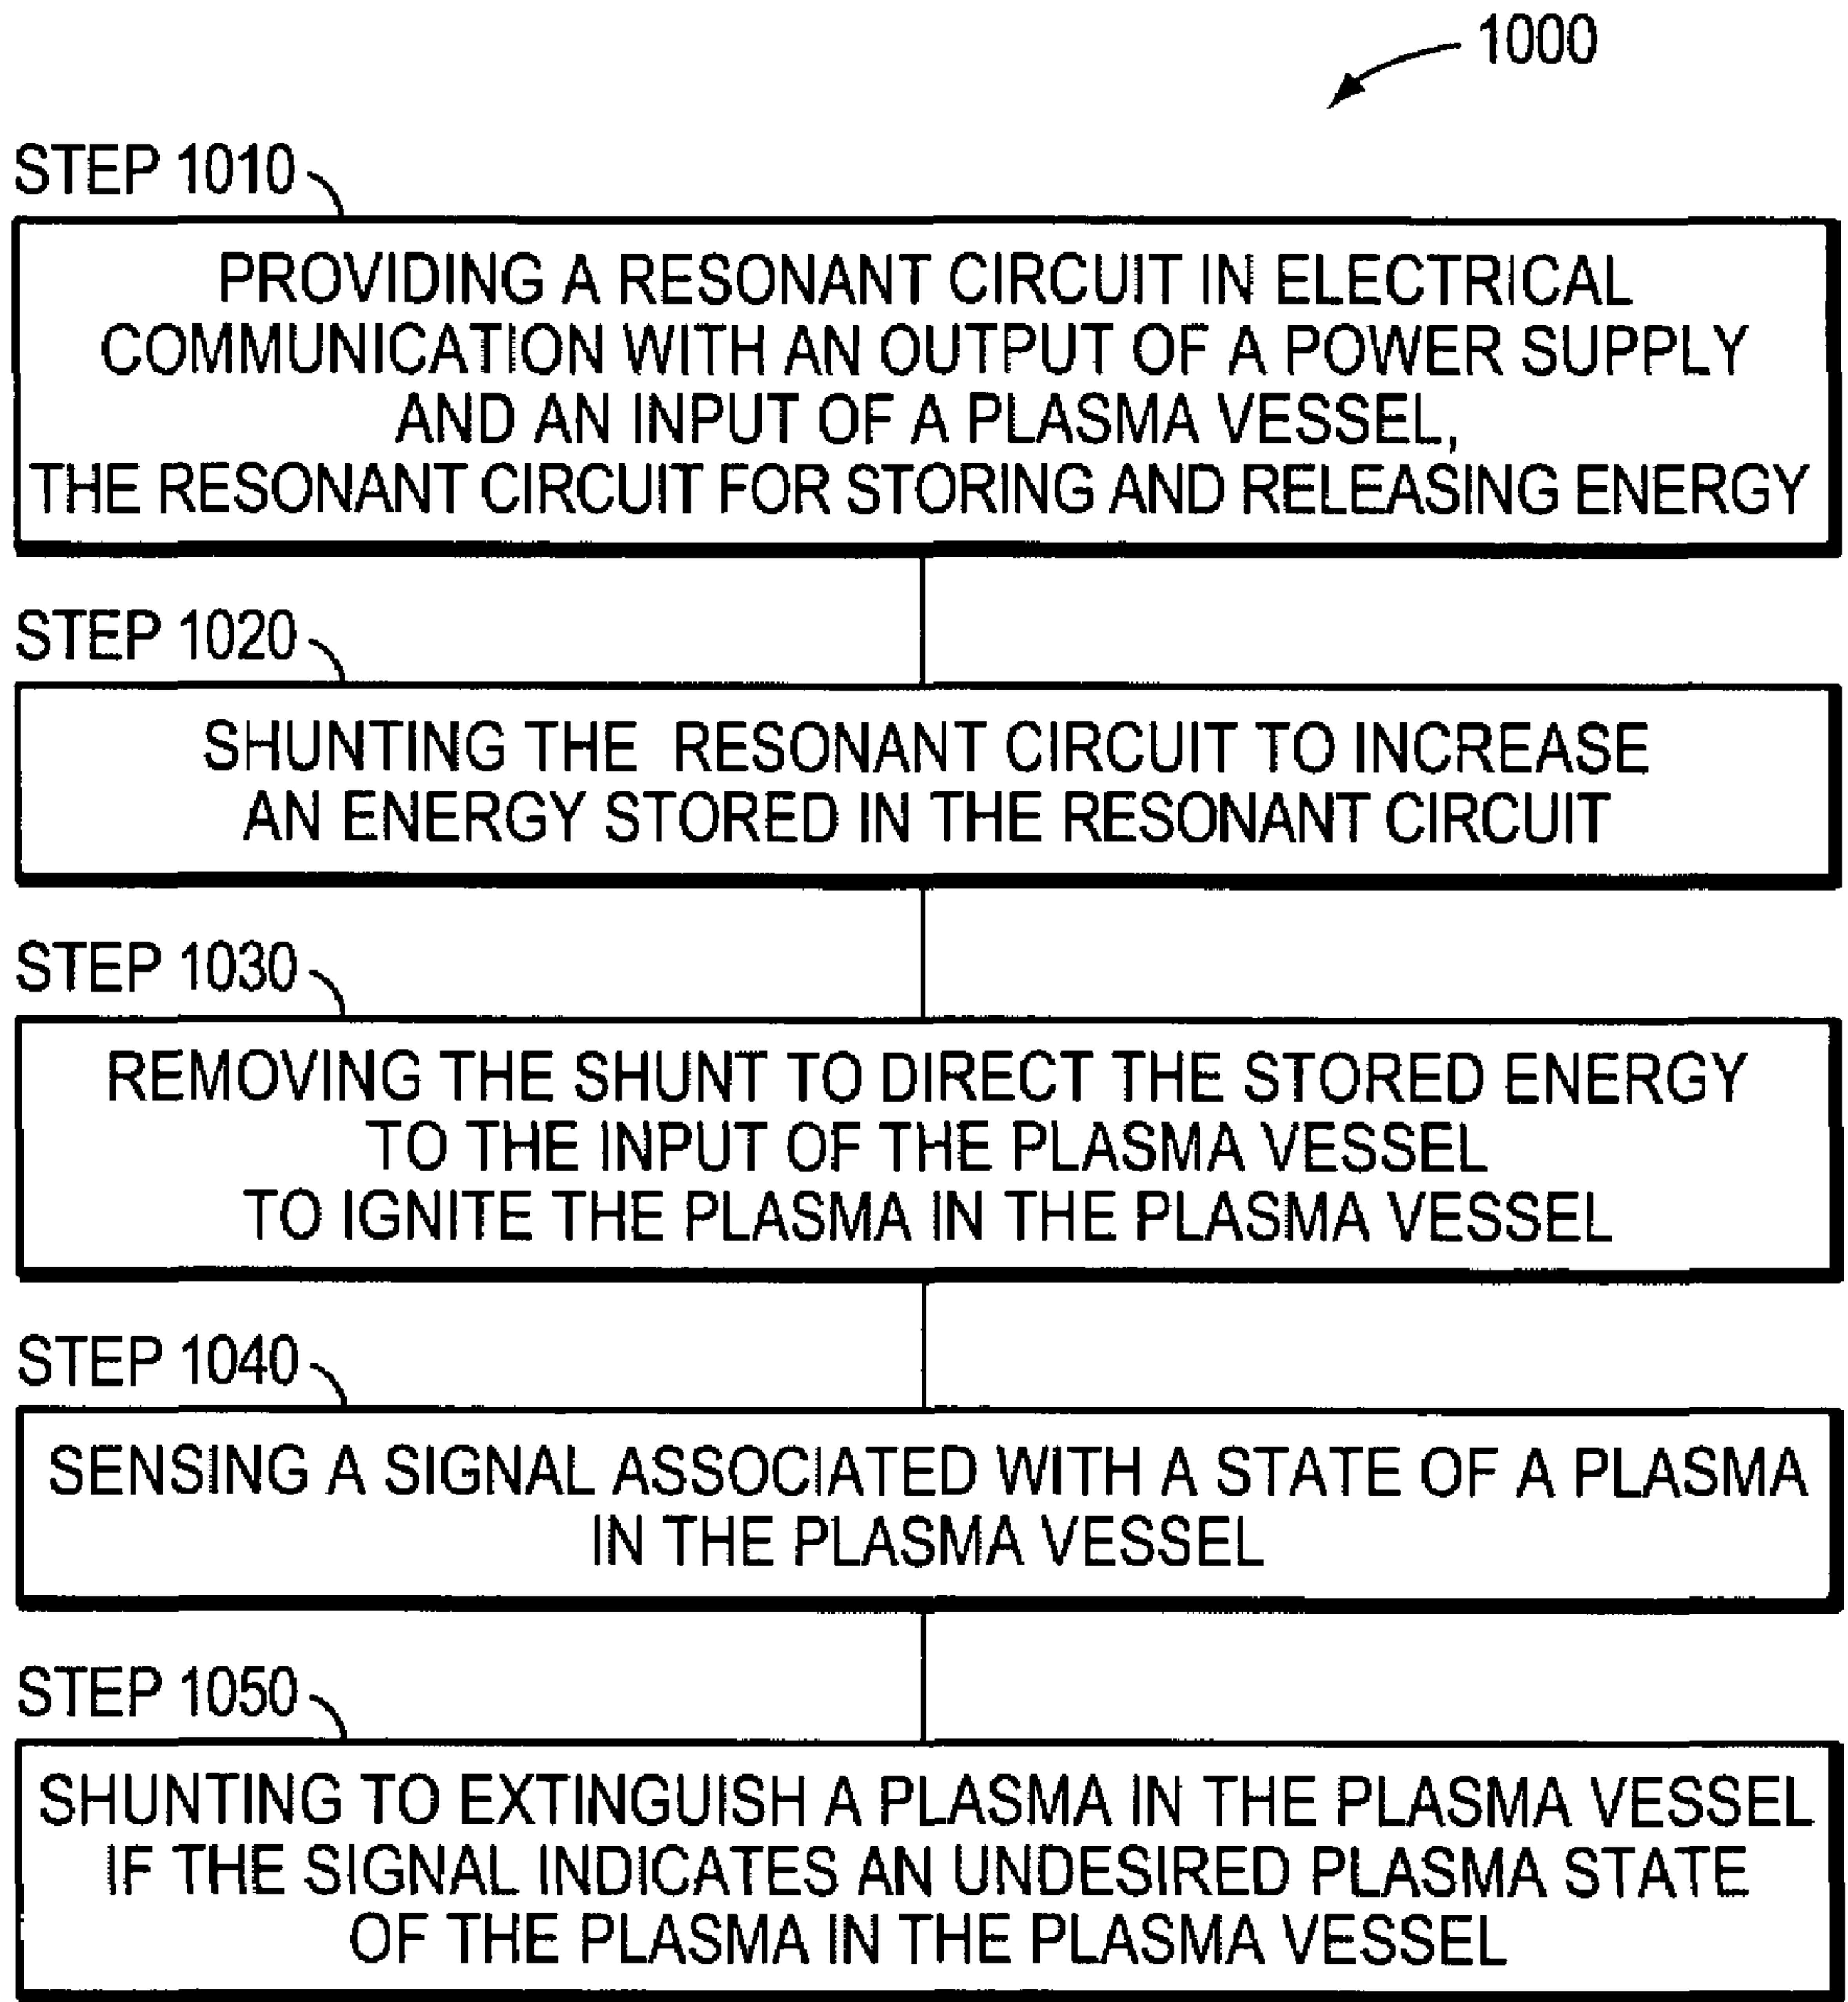 1000
STEP 1010
PROVIDING A RESONANT CIRCUIT IN ELECTRICAL
COMMUNICATION WITH AN OUTPUT OF A POWER SUPPLY
AND AN INPUT OF A PLASMA VESSEL,
THE RESONANT CIRCUIT FOR STORING AND RELEASING ENERGY
STEP 1020
SHUNTING THE RESONANT CIRCUIT TO INCREASE
AN ENERGY STORED IN THE RESONANT CIRCUIT
STEP 1030
REMOVING THE SHUNT TO DIRECT THE STORED ENERGY
TO THE INPUT OF THE PLASMA VESSEL
TO IGNITE THE PLASMA IN THE PLASMA VESSEL
STEP 1040
SENSING A SIGNAL ASSOCIATED WITH A STATE OF A PLASMA
IN THE PLASMA VESSEL
STEP 1050
SHUNTING TO EXTINGUISH A PLASMA IN THE PLASMA VESSEL
IF THE SIGNAL INDICATES AN UNDESIRED PLASMA STATE
OF THE PLASMA IN THE PLASMA VESSEL